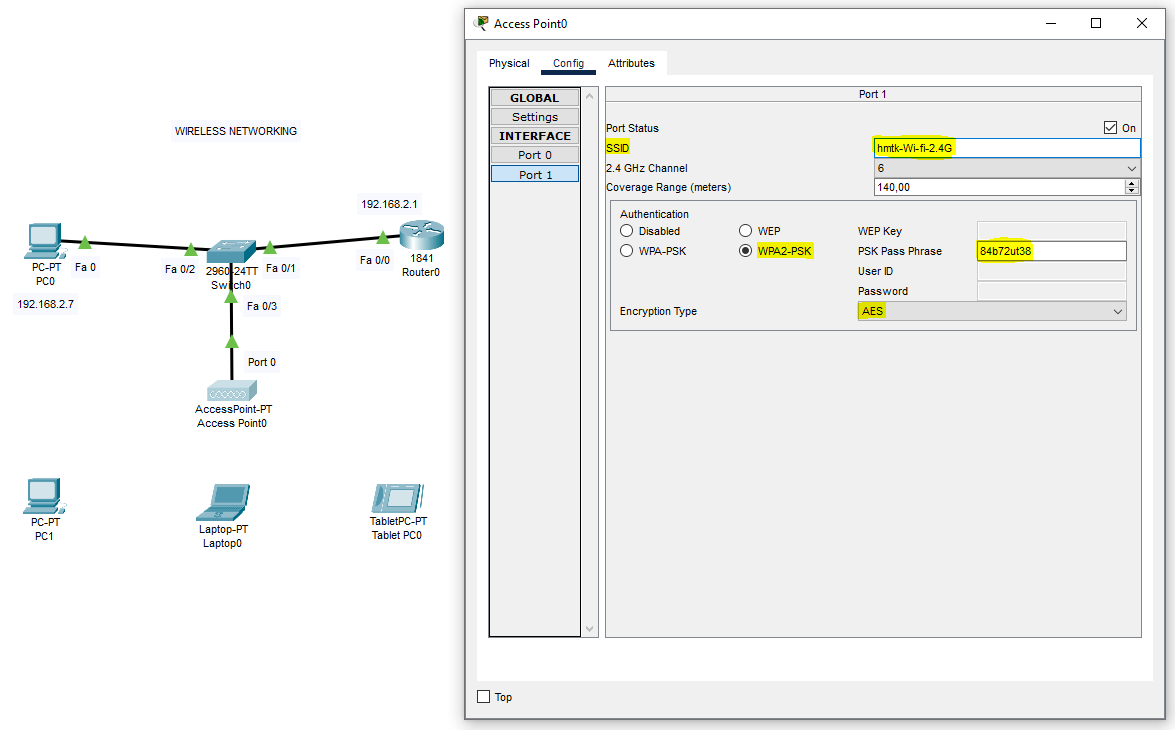 WIRELESS NETWORKING
192.168.2.1
PC-PT
PC0
Fa 0
192.168.2.7
Fa 0/2
2960-24TT
Switch0
Fa 0/1
Fa 0/0
1841
Router0
Fa 0/3
Port 0
AccessPoint-PT
Access Point0
PC-PT
PC1
Laptop-PT
Laptop0
TabletPC-PT
Tablet PC0
Access Point0
Physical Config Attributes
GLOBAL
Settings
INTERFACE
Port 0
Port 1
Port 1
Port Status On
SSID hmtk-Wi-fi-2.4G
2.4 GHz Channel 6
Coverage Range (meters) 140,00
Authentication
Disabled WEP WEP Key
WPA-PSK WPA2-PSK PSK Pass Phrase 84b72ut38
User ID
Password
Encryption Type AES
Top